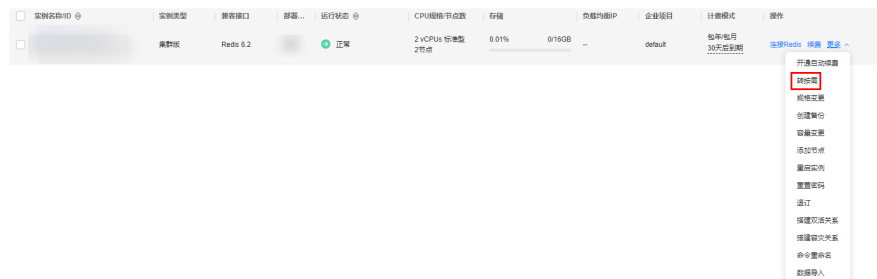 实例名称/ID 实例类型 兼容接口 部署... 运行状态 CPU规格/节点数 存储 负载均衡IP 企业项目 计费模式 操作
集群版 Redis 6.2 正常 2 vCPUs 标准型 0.01% 0/16GB -- default 包年/包月 连接Redis 续费 更多
2节点 30天后到期
开通自动续费
转按需
规格变更
创建备份
容量变更
添加节点
重启实例
重置密码
退订
搭建双活关系
搭建容灾关系
命令重命名
数据导入